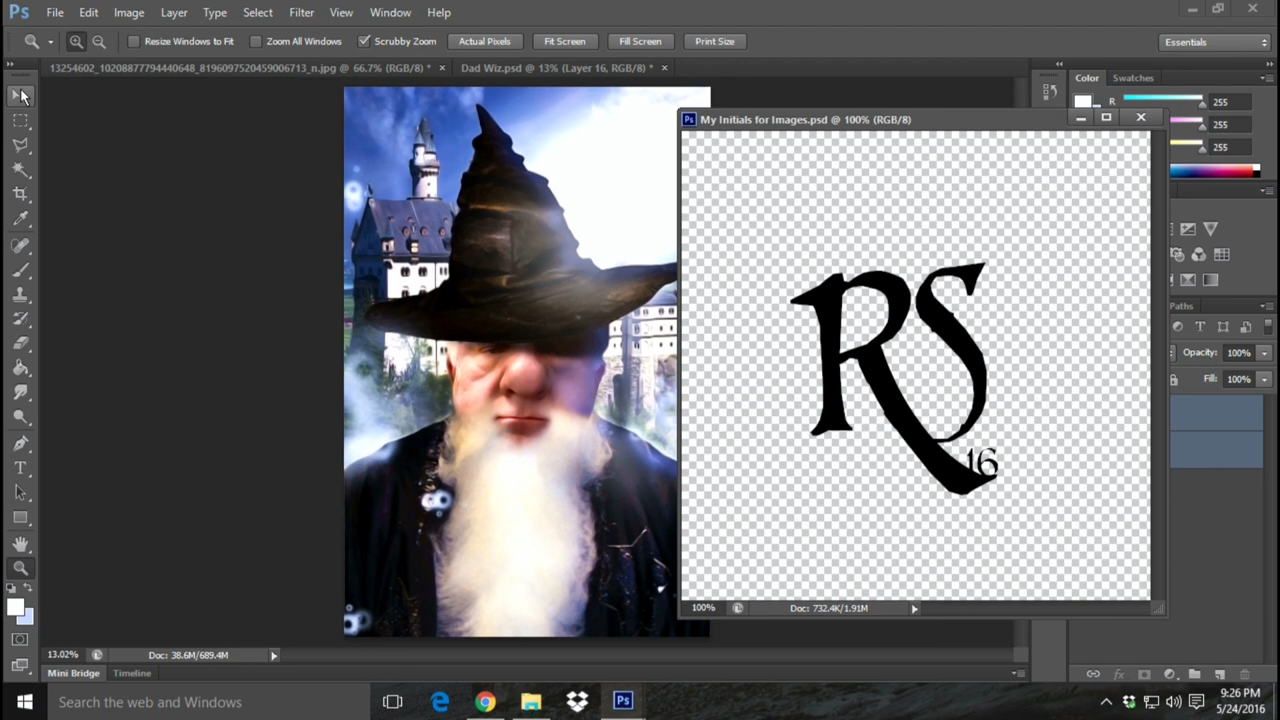 Ps File Edit Image Layer Type Select Filter View Window Help
Resize Windows to Fit Zoom All Windows Scrubby Zoom Actual Pixels Fit Screen Fill Screen Print Size Essentials
13254602_10208877794440648_8196097520459006713_n.jpg @ 66.7% (RGB/8) * × Dad Wiz.psd @ 13% (Layer 16, RGB/8) * ×
Color Swatches
R 255
255
255
Ps My Initials for Images.psd @ 100% (RGB/8)
RS
16
Paths
Opacity: 100%
Fill: 100%
100% Doc: 732.4K/1.91M
13.02% Doc: 38.6M/689.4M
Mini Bridge Timeline
Search the web and Windows
Ps
9:26 PM
5/24/2016